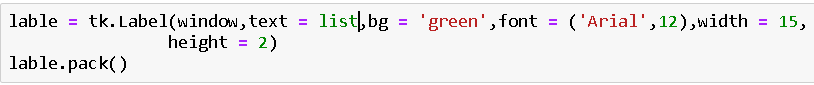 lable = tk.Label(window,text = list,bg = 'green',font = ('Arial',12),width = 15,
height = 2)
lable.pack()